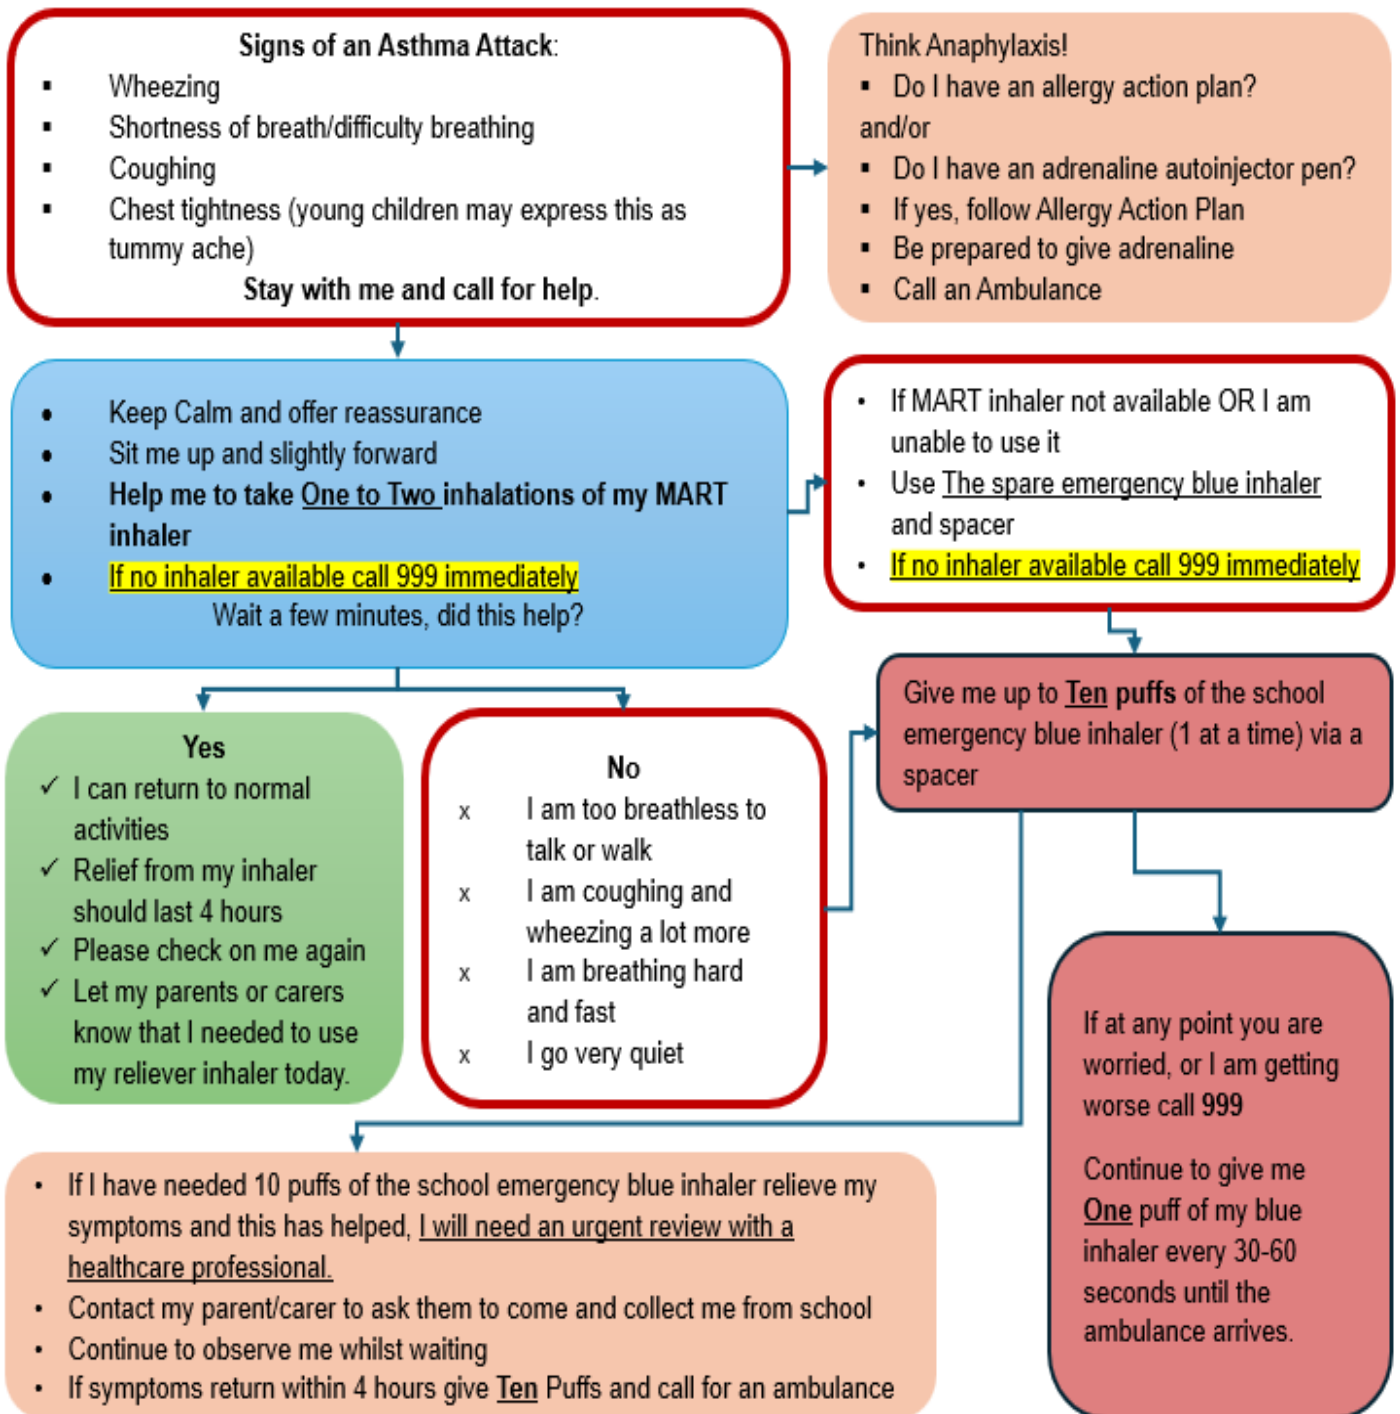 Signs of an Asthma Attack:
▪ Wheezing
▪ Shortness of breath/difficulty breathing
▪ Coughing
▪ Chest tightness (young children may express this as
tummy ache)
Stay with me and call for help.
Think Anaphylaxis!
▪ Do I have an allergy action plan?
and/or
▪ Do I have an adrenaline autoinjector pen?
▪ If yes, follow Allergy Action Plan
▪ Be prepared to give adrenaline
▪ Call an Ambulance
• Keep Calm and offer reassurance
• Sit me up and slightly forward
• Help me to take One to Two inhalations of my MART
inhaler
• If no inhaler available call 999 immediately
Wait a few minutes, did this help?
• If MART inhaler not available OR I am
unable to use it
• Use The spare emergency blue inhaler
and spacer
• If no inhaler available call 999 immediately
Yes
✓ I can return to normal
activities
✓ Relief from my inhaler
should last 4 hours
✓ Please check on me again
✓ Let my parents or carers
know that I needed to use
my reliever inhaler today.
No
x I am too breathless to
talk or walk
x I am coughing and
wheezing a lot more
x I am breathing hard
and fast
x I go very quiet
Give me up to Ten puffs of the school
emergency blue inhaler (1 at a time) via a
spacer
If at any point you are
worried, or I am getting
worse call 999
Continue to give me
One puff of my blue
inhaler every 30-60
seconds until the
ambulance arrives.
• If I have needed 10 puffs of the school emergency blue inhaler relieve my
symptoms and this has helped, I will need an urgent review with a
healthcare professional.
• Contact my parent/carer to ask them to come and collect me from school
• Continue to observe me whilst waiting
• If symptoms return within 4 hours give Ten Puffs and call for an ambulance